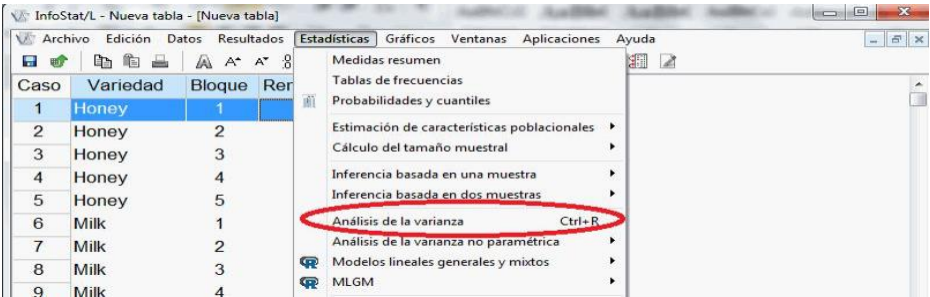 InfoStat/L - Nueva tabla - [Nueva tabla]
Archivo Edición Datos Resultados Estadísticas Gráficos Ventanas Aplicaciones Ayuda
Caso Variedad Bloque Rer
1 Honey 1
2 Honey 2
3 Honey 3
4 Honey 4
5 Honey 5
6 Milk 1
7 Milk 2
8 Milk 3
9 Milk 4
Medidas resumen
Tablas de frecuencias
Probabilidades y cuantiles
Estimación de características poblacionales
Cálculo del tamaño muestral
Inferencia basada en una muestra
Inferencia basada en dos muestras
Análisis de la varianza Ctrl+R
Análisis de la varianza no paramétrica
Modelos lineales generales y mixtos
MLGM